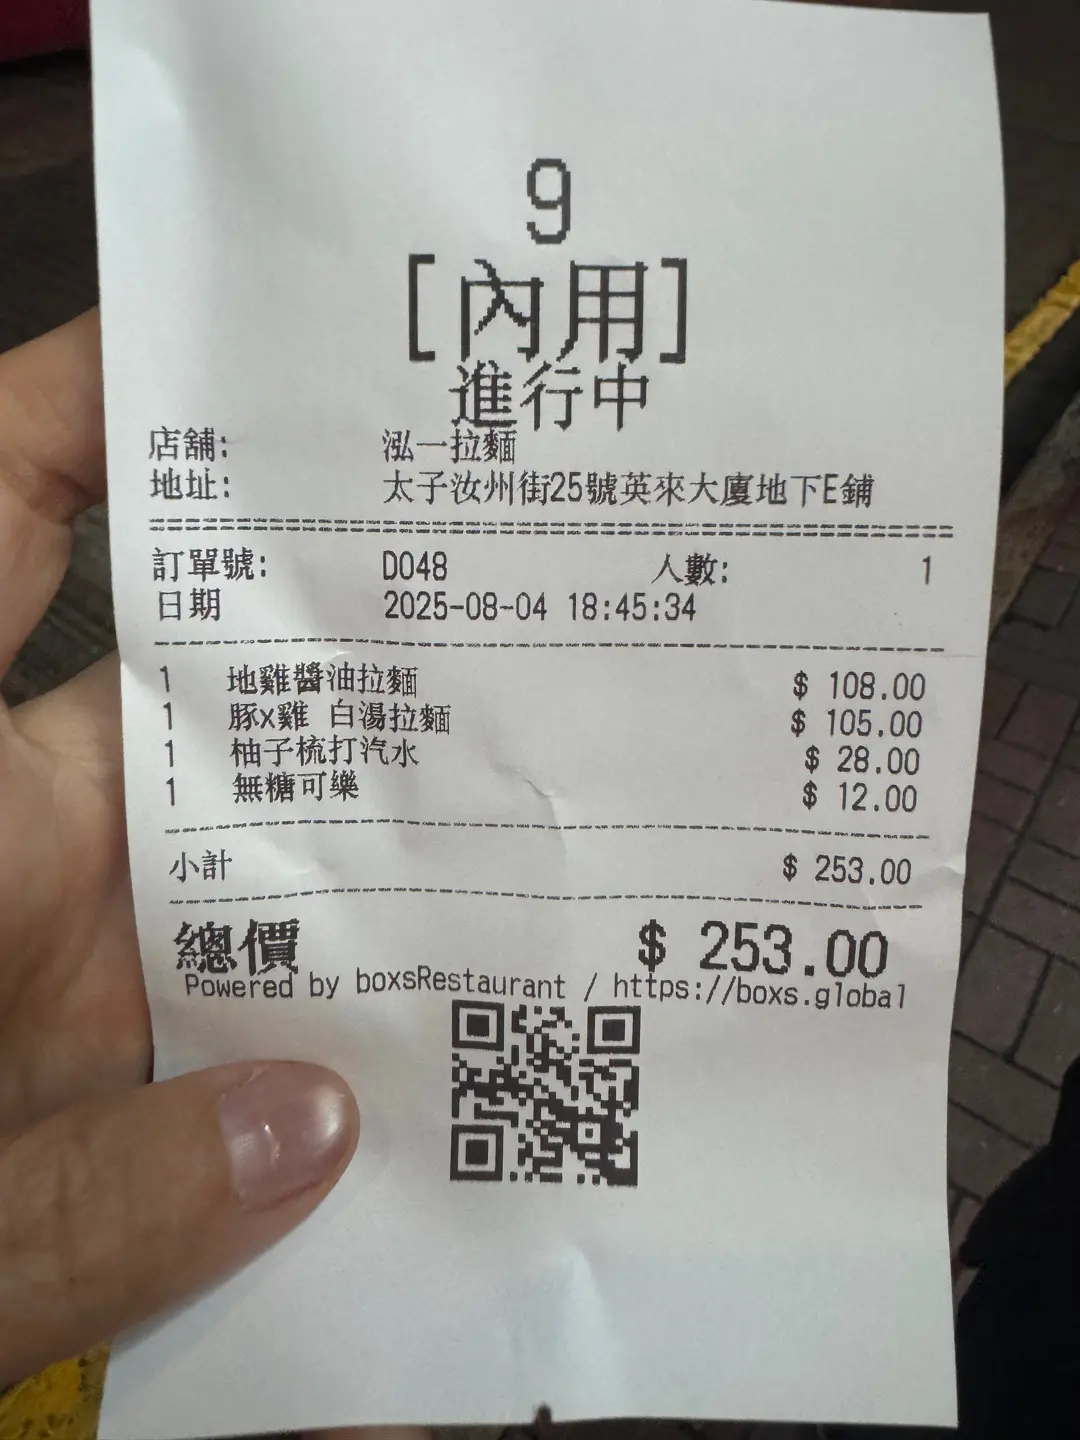 9
[內用]
進行中
店舖: 泓一拉麵
地址: 太子汝州街25號英來大廈地下E鋪
訂單號: D048 人數: 1
日期 2025-08-04 18:45:34
1 地雞醬油拉麵 $ 108.00
1 豚x雞 白湯拉麵 $ 105.00
1 柚子梳打汽水 $ 28.00
1 無糖可樂 $ 12.00
小計 $ 253.00
總價 $ 253.00
Powered by boxsRestaurant / https://boxs.global